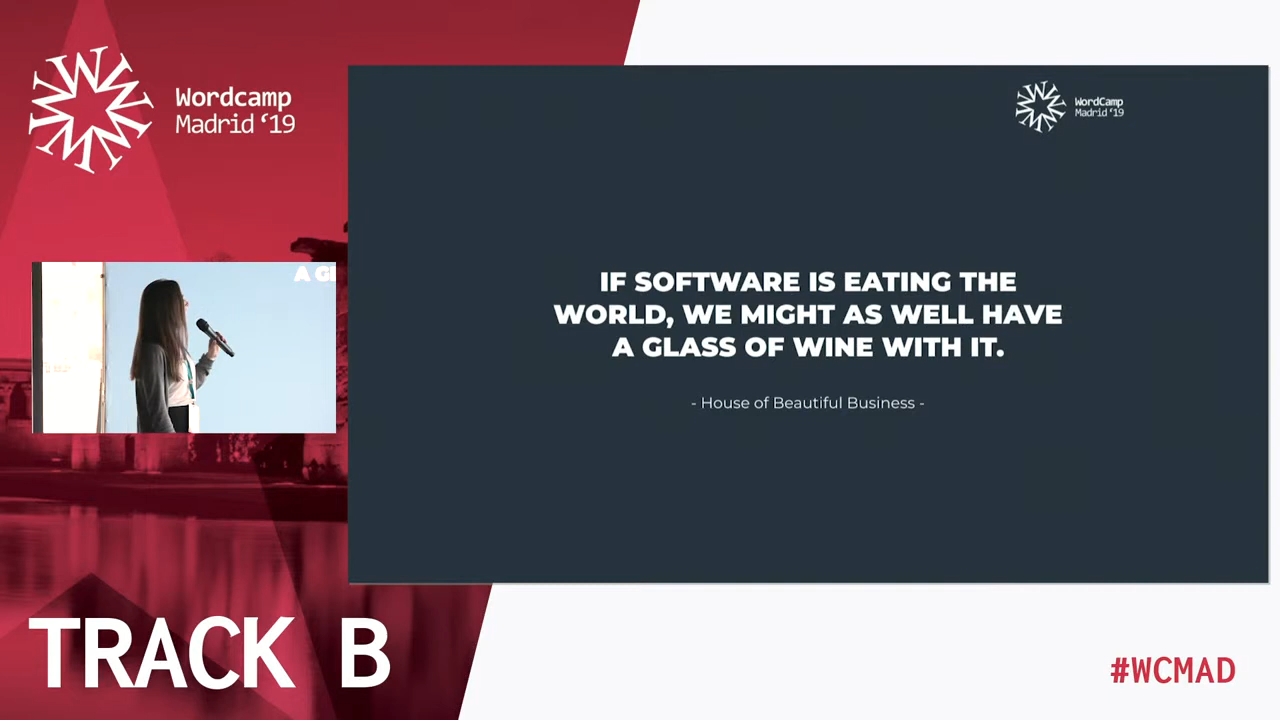 Wordcamp
Madrid ‘19
WordCamp
Madrid ‘19
IF SOFTWARE IS EATING THE
WORLD, WE MIGHT AS WELL HAVE
A GLASS OF WINE WITH IT.
- House of Beautiful Business -
A GL
TRACK B
#WCMAD